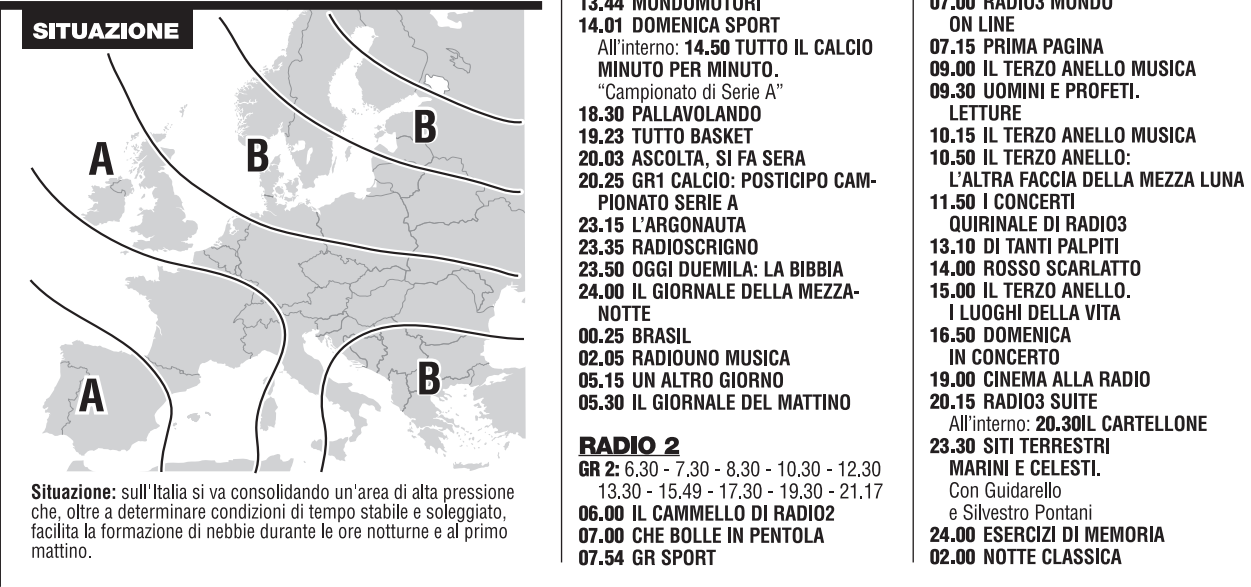 SITUAZIONE
A
B
B
A
B
Situazione: sull'Italia si va consolidando un'area di alta pressione
che, oltre a determinare condizioni di tempo stabile e soleggiato,
facilita la formazione di nebbie durante le ore notturne e al primo
mattino.
13.44 MONDOMOTORI
14.01 DOMENICA SPORT
All'interno: 14.50 TUTTO IL CALCIO
MINUTO PER MINUTO.
“Campionato di Serie A”
18.30 PALLAVOLANDO
19.23 TUTTO BASKET
20.03 ASCOLTA, SI FA SERA
20.25 GR1 CALCIO: POSTICIPO CAM-
PIONATO SERIE A
23.15 L'ARGONAUTA
23.35 RADIOSCRIGNO
23.50 OGGI DUEMILA: LA BIBBIA
24.00 IL GIORNALE DELLA MEZZA-
NOTTE
00.25 BRASIL
02.05 RADIOUNO MUSICA
05.15 UN ALTRO GIORNO
05.30 IL GIORNALE DEL MATTINO
RADIO 2
GR 2: 6.30 - 7.30 - 8.30 - 10.30 - 12.30
13.30 - 15.49 - 17.30 - 19.30 - 21.17
06.00 IL CAMMELLO DI RADIO2
07.00 CHE BOLLE IN PENTOLA
07.54 GR SPORT
07.00 RADIO3 MONDO
ON LINE
07.15 PRIMA PAGINA
09.00 IL TERZO ANELLO MUSICA
09.30 UOMINI E PROFETI.
LETTURE
10.15 IL TERZO ANELLO MUSICA
10.50 IL TERZO ANELLO:
L'ALTRA FACCIA DELLA MEZZA LUNA
11.50 I CONCERTI
QUIRINALE DI RADIO3
13.10 DI TANTI PALPITI
14.00 ROSSO SCARLATTO
15.00 IL TERZO ANELLO.
I LUOGHI DELLA VITA
16.50 DOMENICA
IN CONCERTO
19.00 CINEMA ALLA RADIO
20.15 RADIO3 SUITE
All'interno: 20.30IL CARTELLONE
23.30 SITI TERRESTRI
MARINI E CELESTI.
Con Guidarello
e Silvestro Pontani
24.00 ESERCIZI DI MEMORIA
02.00 NOTTE CLASSICA